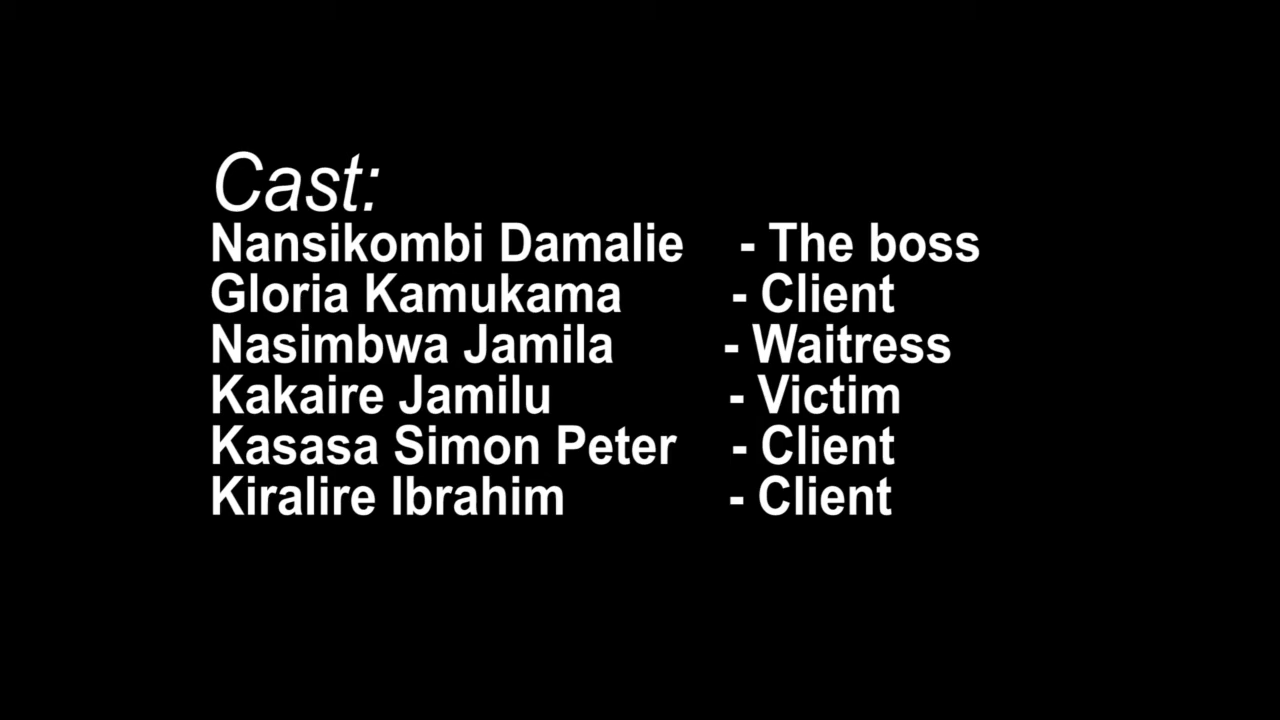 Cast:
Nansikombi Damalie - The boss
Gloria Kamukama - Client
Nasimbwa Jamila - Waitress
Kakaire Jamilu - Victim
Kasasa Simon Peter - Client
Kiralire Ibrahim - Client